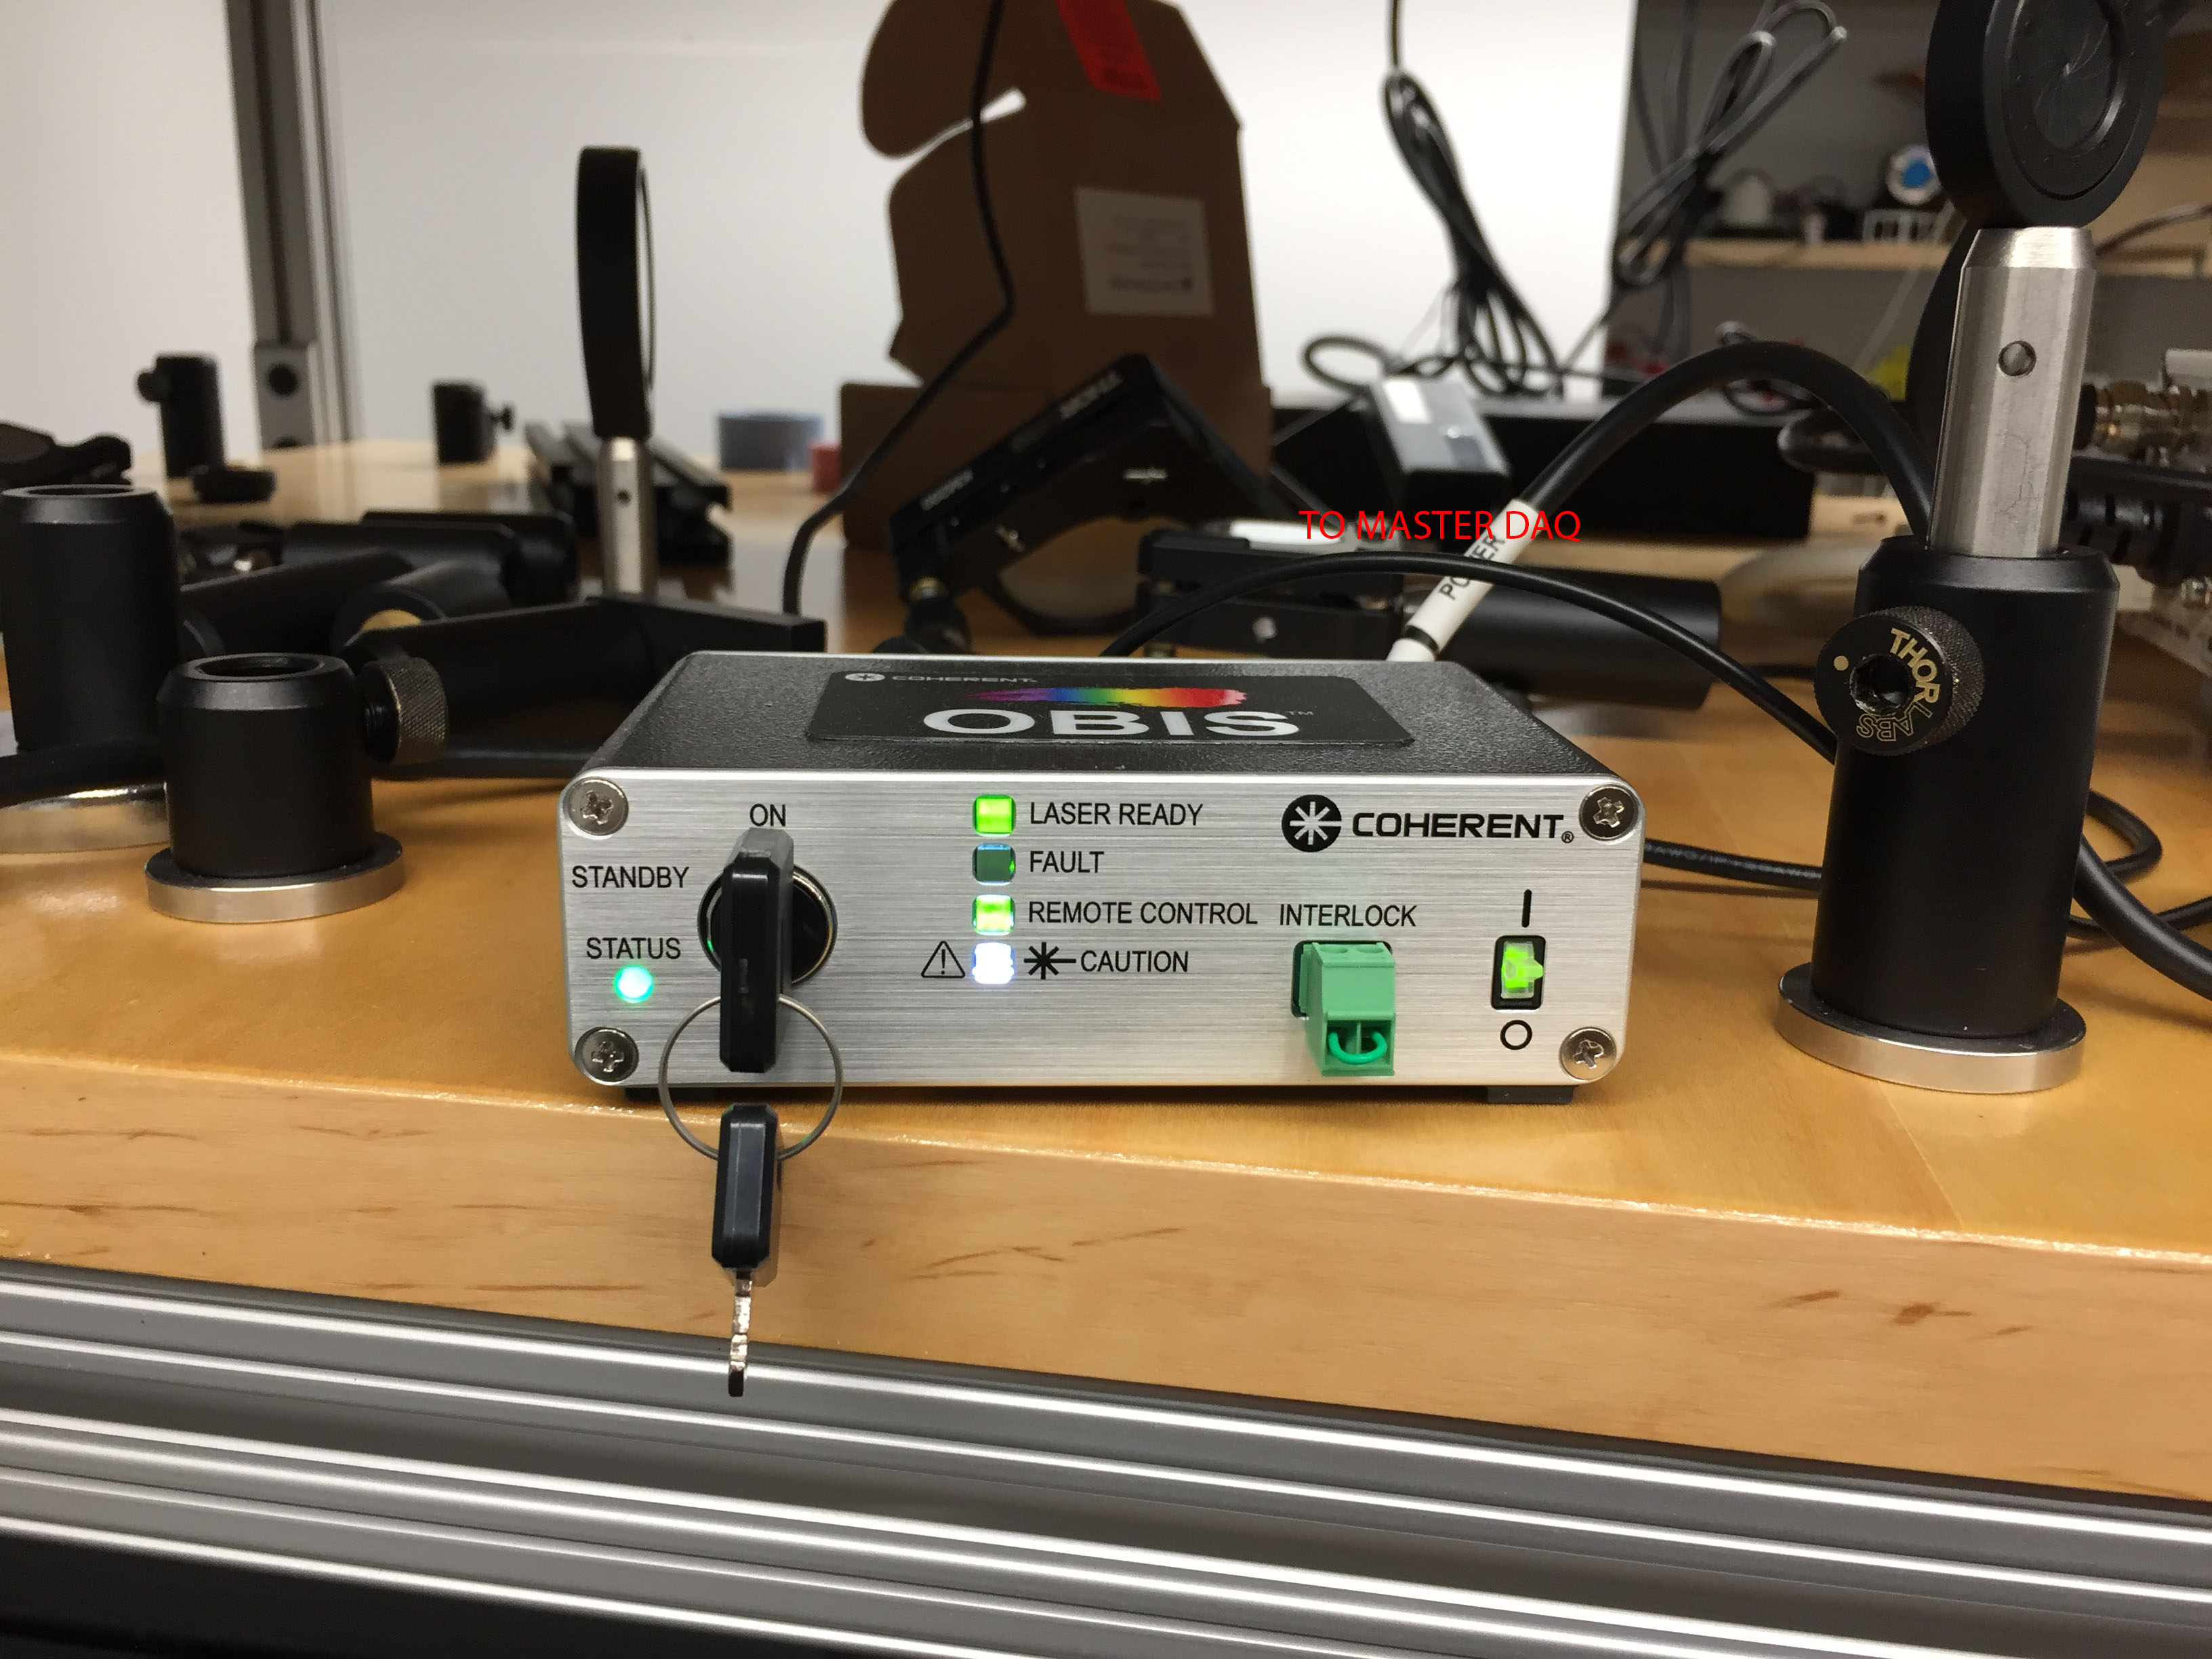 TO MASTER DAQ
POWER
COHERENT®
OBIS™
ON
LASER READY
COHERENT®
FAULT
STANDBY
REMOTE CONTROL
INTERLOCK
I
STATUS
CAUTION
O
THORLABS